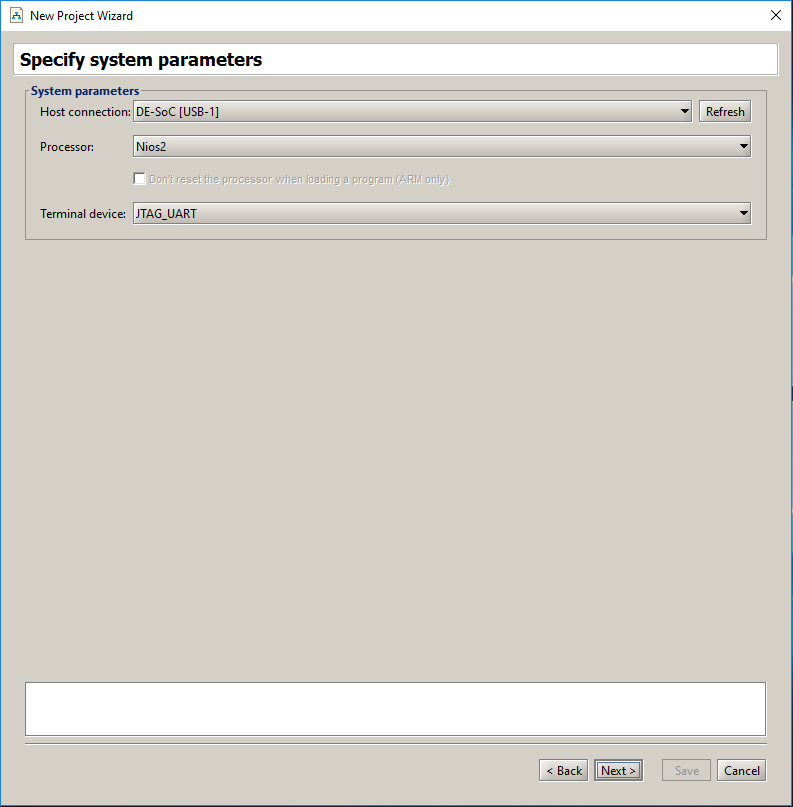 New Project Wizard
Specify system parameters
System parameters
Host connection: DE-SoC [USB-1] Refresh
Processor: Nios2
Don't reset the processor when loading a program (ARM only)
Terminal device: JTAG_UART
< Back Next > Save Cancel